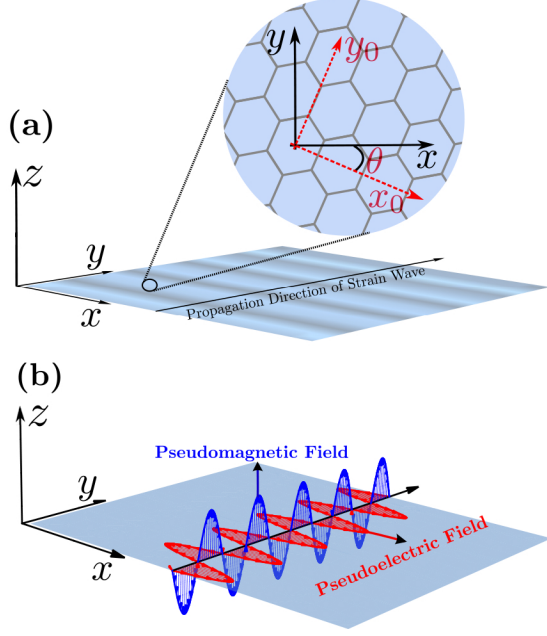 y
y₀
θ
x
x₀
(a)
z
y
x
Propagation Direction of Strain Wave
(b)
z
Pseudomagnetic Field
y
x
Pseudoelectric Field